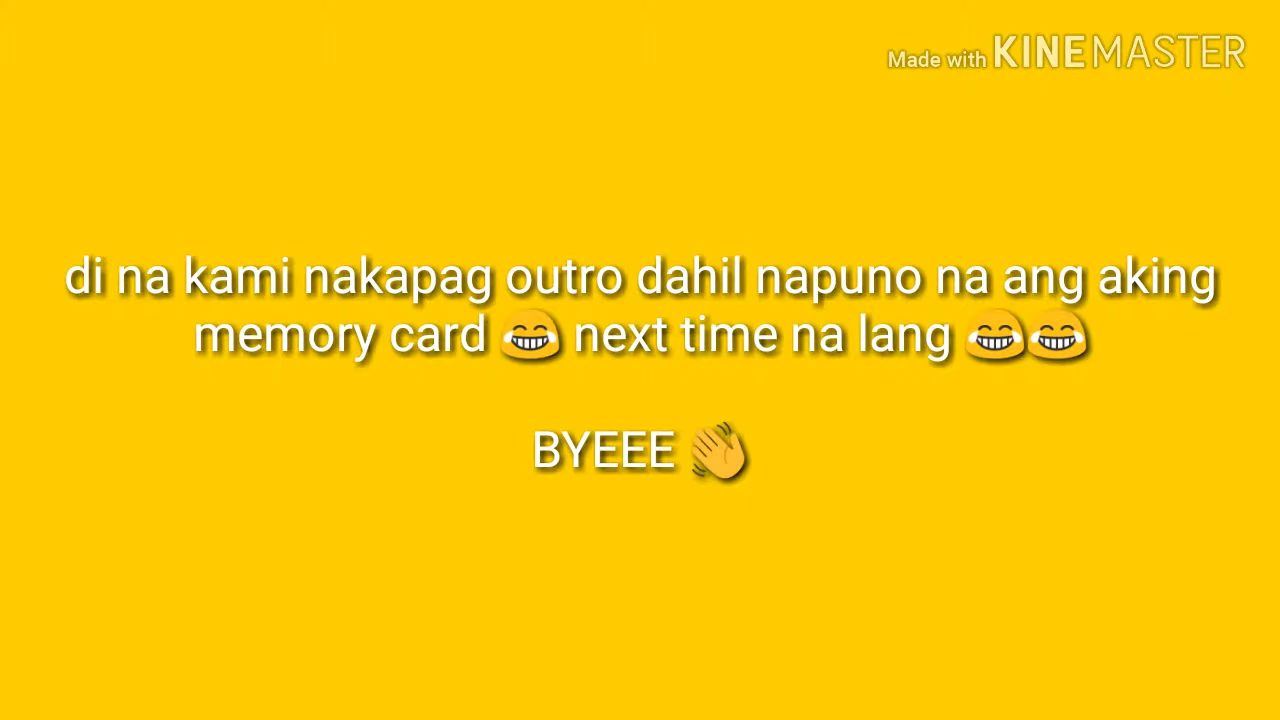 Made with KINEMASTER
di na kami nakapag outro dahil napuno na ang aking
memory card 😂 next time na lang 😂😂
BYEEE 👋